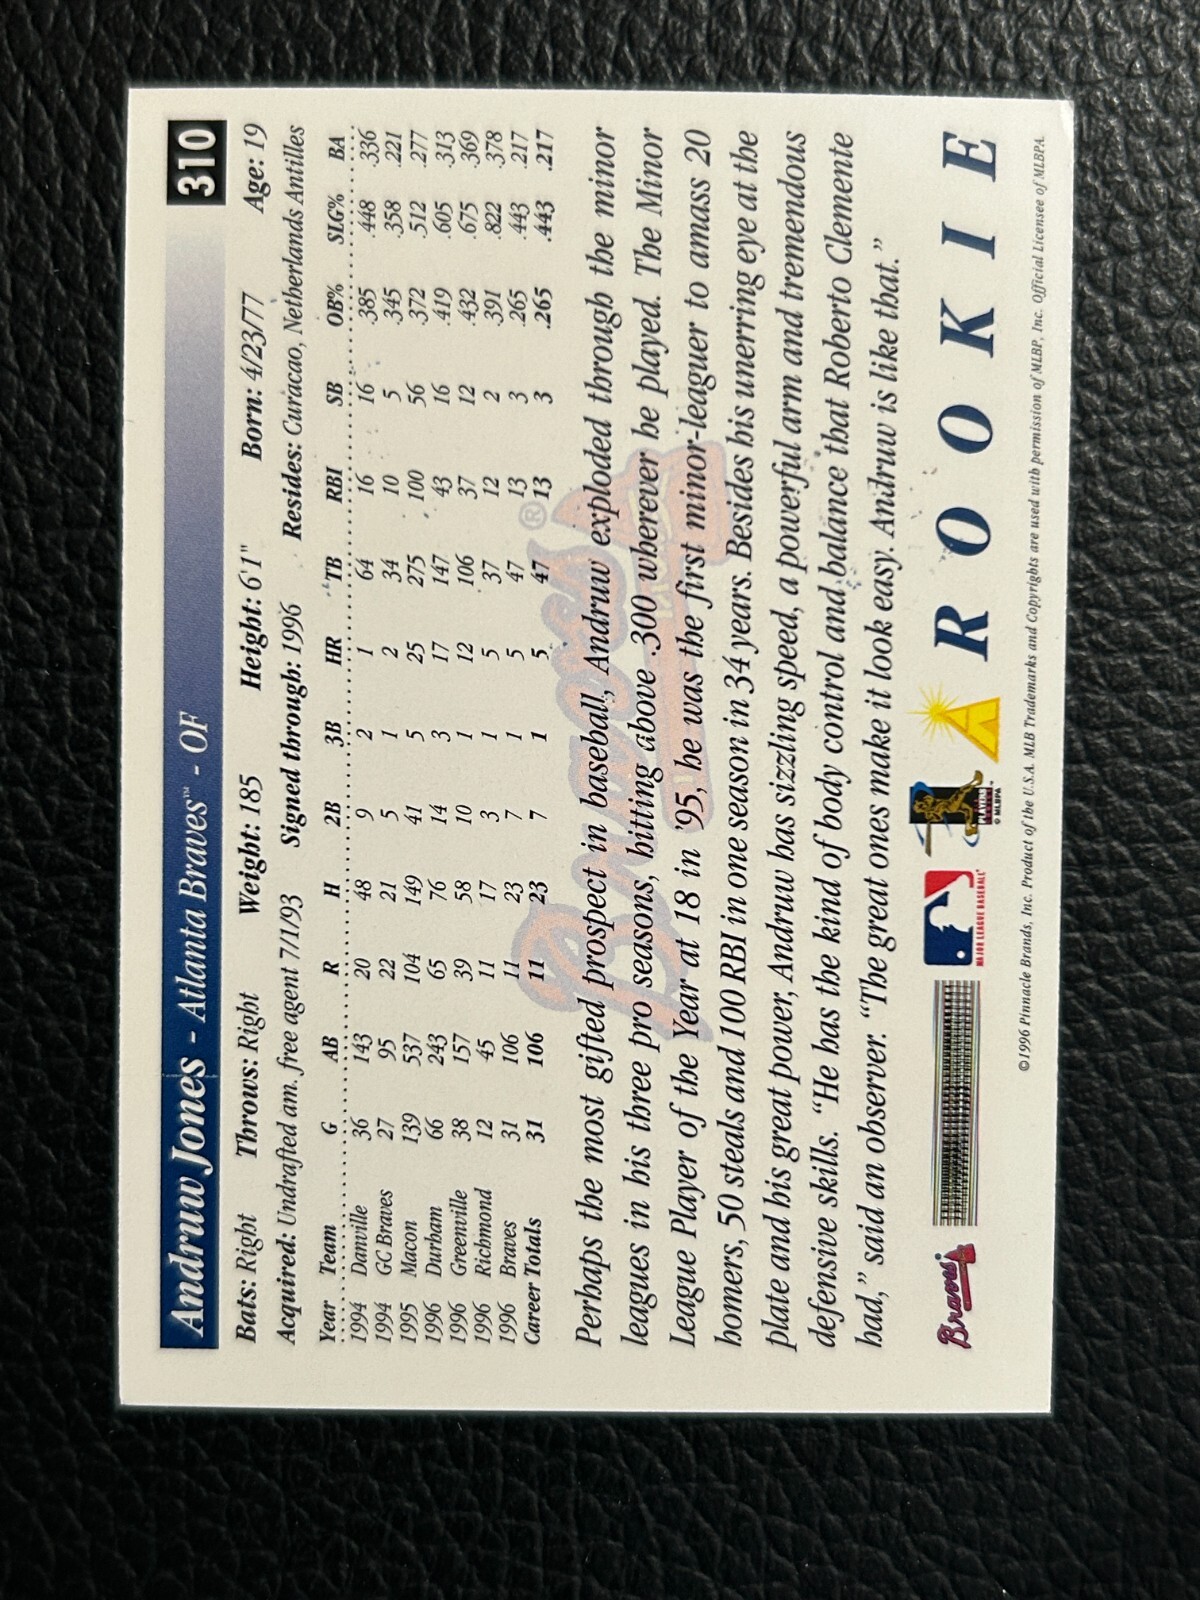 Andruw Jones - Atlanta Braves™ - OF 310
Bats: Right Throws: Right Weight: 185 Height: 6'1" Born: 4/23/77 Age: 19
Acquired: Undrafted am. free agent 7/1/93 Signed through: 1996 Resides: Curacao, Netherlands Antilles
Year Team G AB R H 2B 3B HR TB RBI SB OB% SLG% BA
1994 Danville 36 143 20 48 9 2 1 64 16 16 .385 .448 .336
1994 GC Braves 27 95 22 21 5 1 2 34 10 5 .345 .358 .221
1995 Macon 139 537 104 149 41 5 25 275 100 56 .372 .512 .277
1996 Durham 66 243 65 76 14 3 17 147 43 16 .419 .605 .313
1996 Greenville 38 157 39 58 10 1 12 106 37 12 .432 .675 .369
1996 Richmond 12 45 11 17 3 1 5 37 12 2 .391 .822 .378
1996 Braves 31 106 11 23 7 1 5 47 13 3 .265 .443 .217
Career Totals 31 106 11 23 7 1 5 47 13 3 .265 .443 .217
Braves ®
Perhaps the most gifted prospect in baseball, Andruw exploded through the minor
leagues in his three pro seasons, hitting above .300 wherever he played. The Minor
League Player of the Year at 18 in '95, he was the first minor-leaguer to amass 20
homers, 50 steals and 100 RBI in one season in 34 years. Besides his unerring eye at the
plate and his great power, Andruw has sizzling speed, a powerful arm and tremendous
defensive skills. "He has the kind of body control and balance that Roberto Clemente
had," said an observer. "The great ones make it look easy. Andruw is like that."
Braves MAJOR LEAGUE BASEBALL® PLAYERS © MLBPA A ROOKIE
©1996 Pinnacle Brands, Inc. Product of the U.S.A. MLB Trademarks and Copyrights are used with permission of MLBP, Inc. Official Licensee of MLBPA.